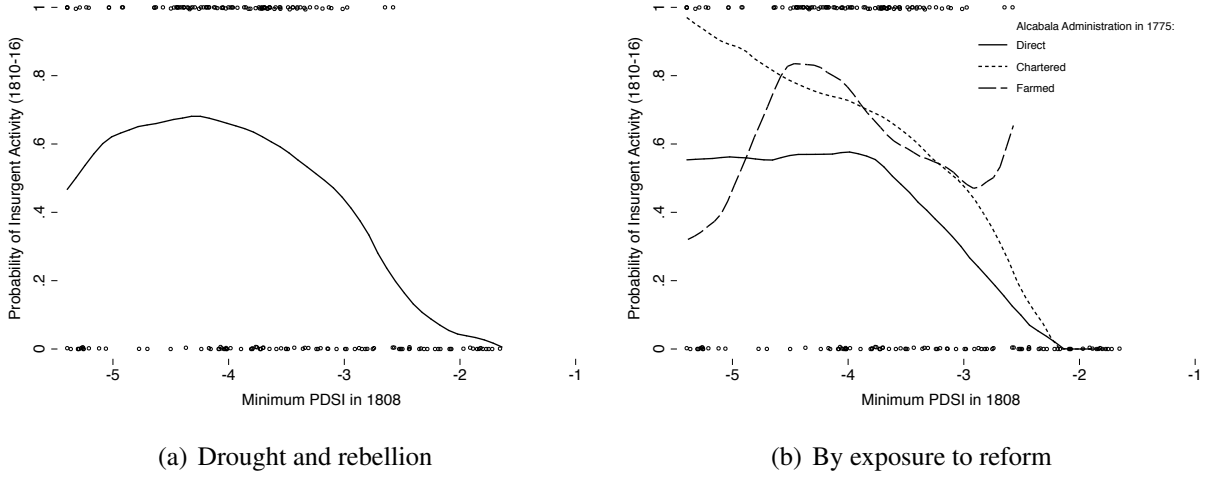 Probability of Insurgent Activity (1810-16)
1
.8
.6
.4
.2
0
-5
-4
-3
-2
-1
Minimum PDSI in 1808
(a) Drought and rebellion
Probability of Insurgent Activity (1810-16)
1
.8
.6
.4
.2
0
Alcabala Administration in 1775:
Direct
Chartered
Farmed
-5
-4
-3
-2
-1
Minimum PDSI in 1808
(b) By exposure to reform